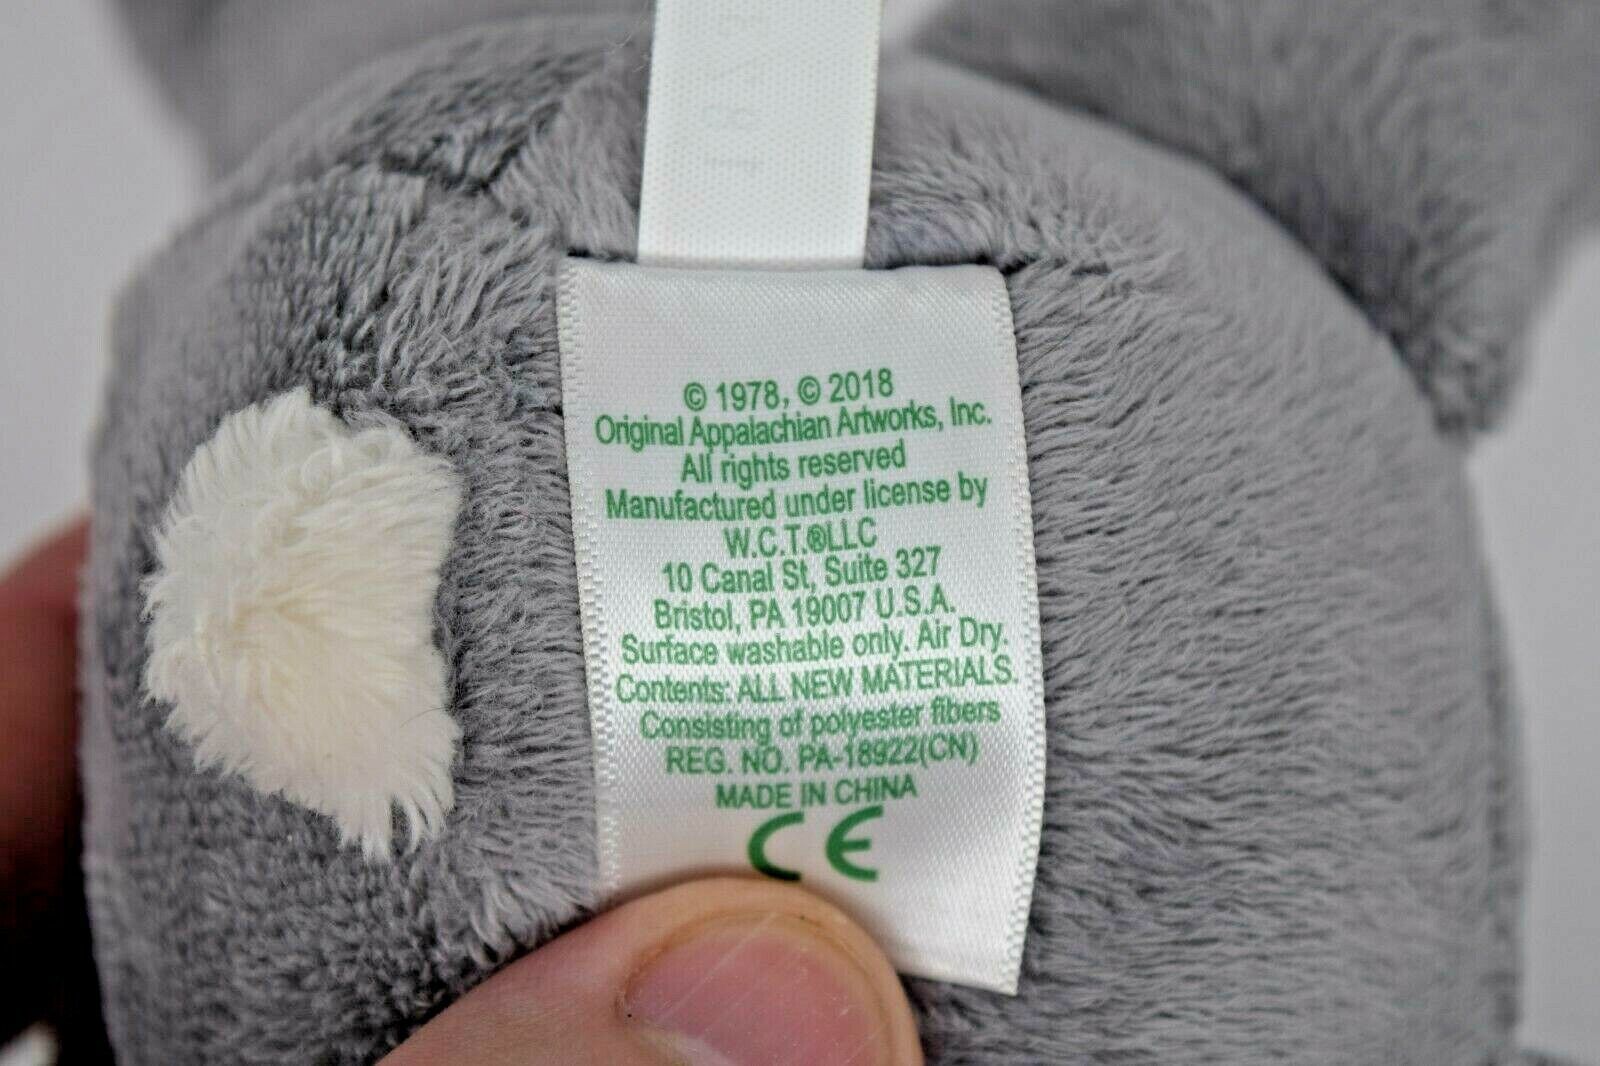 © 1978, © 2018
Original Appalachian Artworks, Inc.
All rights reserved
Manufactured under license by
W.C.T.®LLC
10 Canal St, Suite 327
Bristol, PA 19007 U.S.A.
Surface washable only. Air Dry.
Contents: ALL NEW MATERIALS.
Consisting of polyester fibers
REG. NO. PA-18922(CN)
MADE IN CHINA
CE